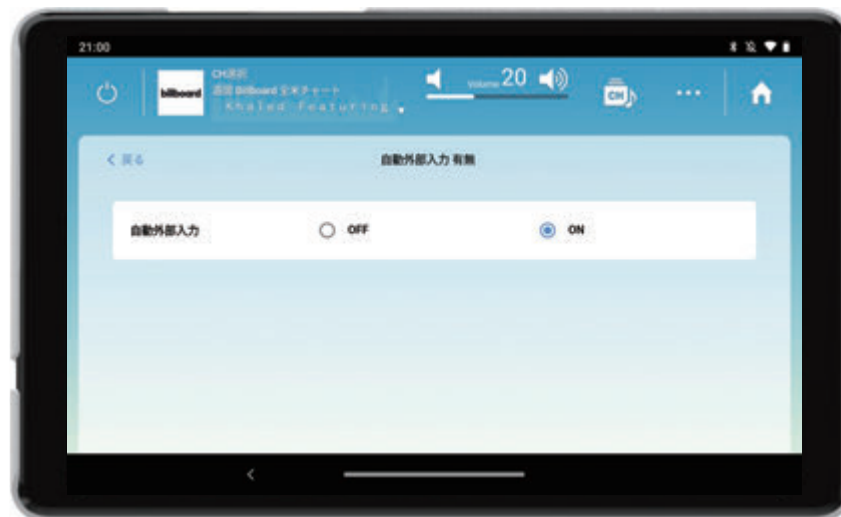 21:00
billboard
CH選択
週間 Billboard 全米チャート
Khaled Featuring
Volume 20
CH
戻る
自動外部入力 有無
自動外部入力
OFF
ON